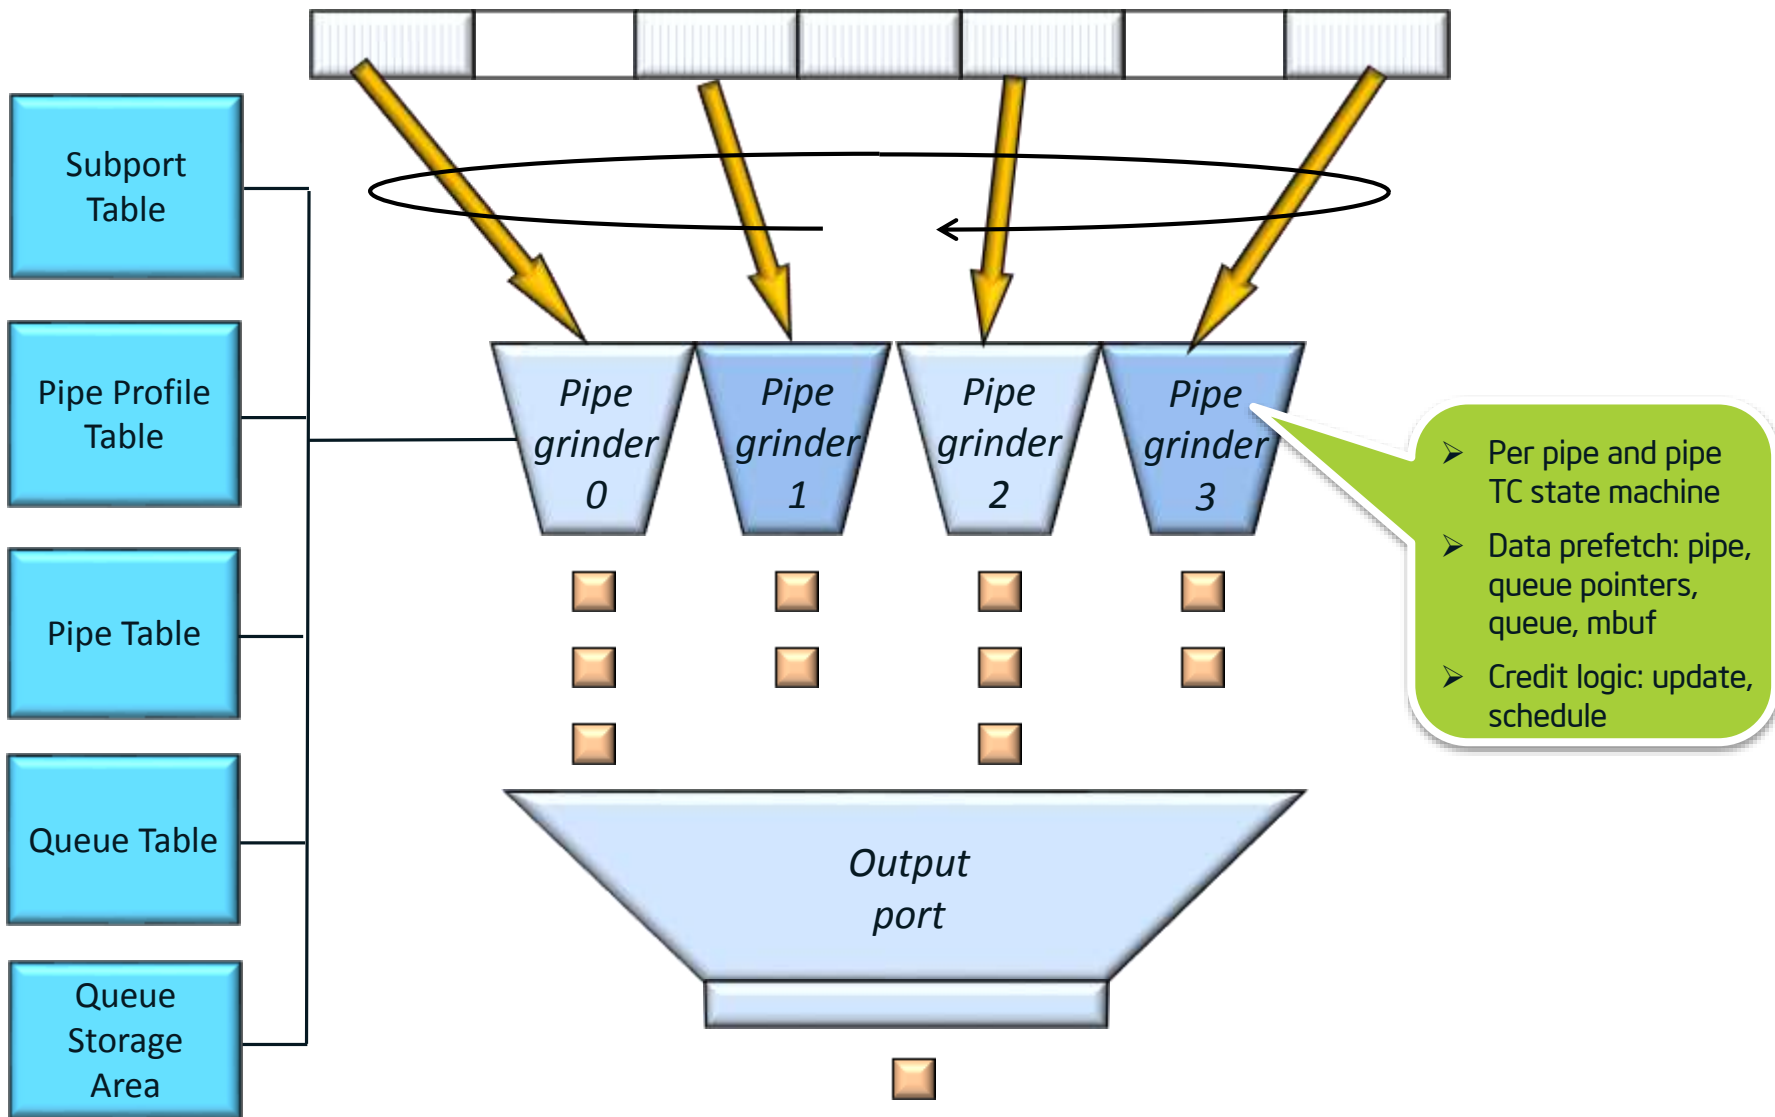 Subport
Table
Pipe Profile
Table
Pipe Table
Queue Table
Queue
Storage
Area
Pipe
grinder
0
Pipe
grinder
1
Pipe
grinder
2
Pipe
grinder
3
➢ Per pipe and pipe
TC state machine
➢ Data prefetch: pipe,
queue pointers,
queue, mbuf
➢ Credit logic: update,
schedule
Output
port